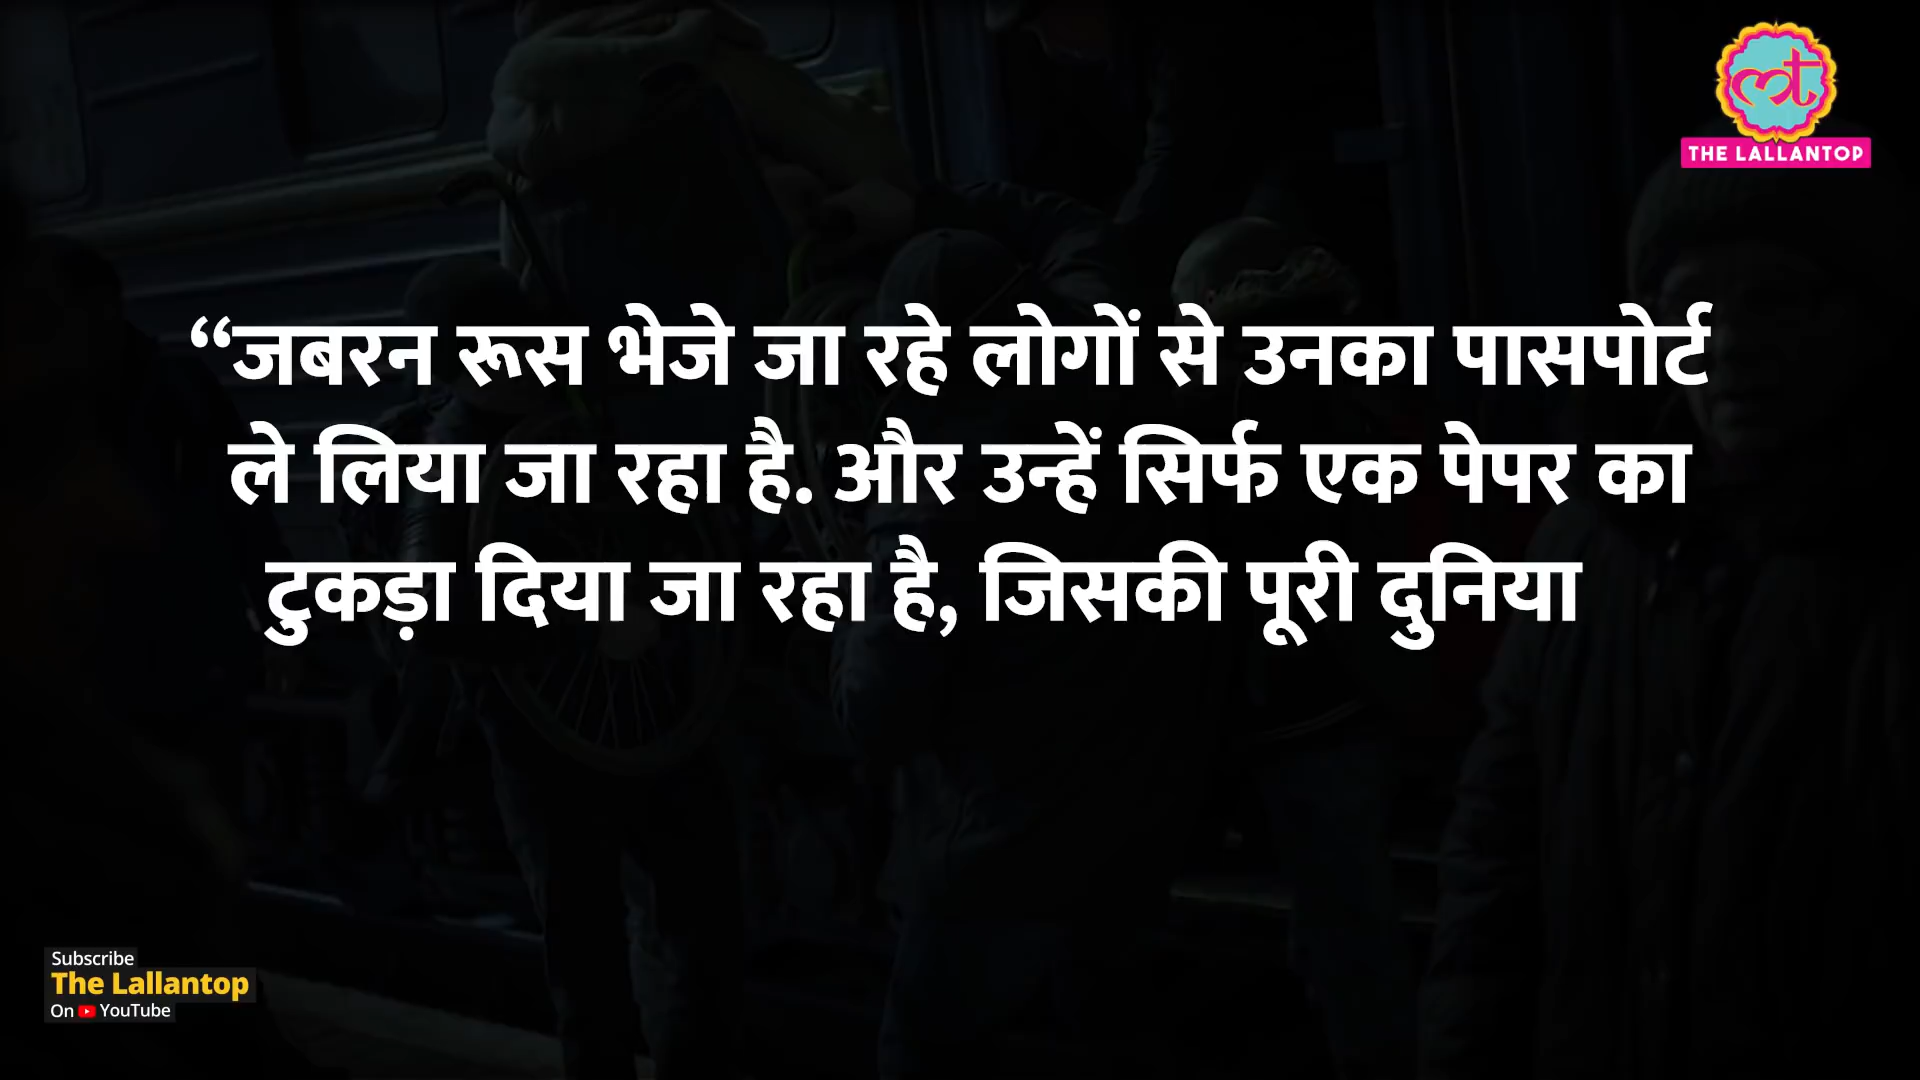 लT
THE LALLANTOP
“जबरन रूस भेजे जा रहे लोगों से उनका पासपोर्ट
ले लिया जा रहा है. और उन्हें सिर्फ एक पेपर का
टुकड़ा दिया जा रहा है, जिसकी पूरी दुनिया
Subscribe
The Lallantop
On YouTube